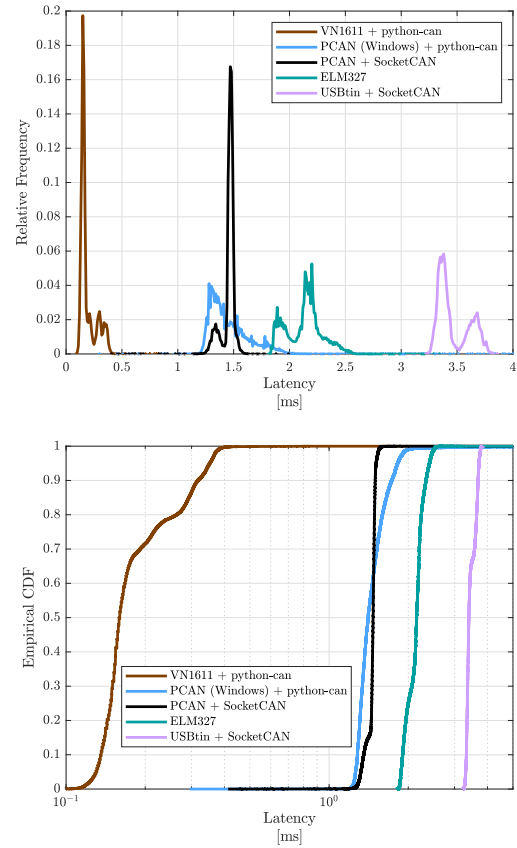 0.2
0.18
0.16
0.14
0.12
0.1
0.08
0.06
0.04
0.02
0
Relative Frequency
VN1611 + python-can
PCAN (Windows) + python-can
PCAN + SocketCAN
ELM327
USBtin + SocketCAN
0 0.5 1 1.5 2 2.5 3 3.5 4
Latency
[ms]
1
0.9
0.8
0.7
0.6
0.5
0.4
0.3
0.2
0.1
0
Empirical CDF
VN1611 + python-can
PCAN (Windows) + python-can
PCAN + SocketCAN
ELM327
USBtin + SocketCAN
10⁻¹ 10⁰
Latency
[ms]